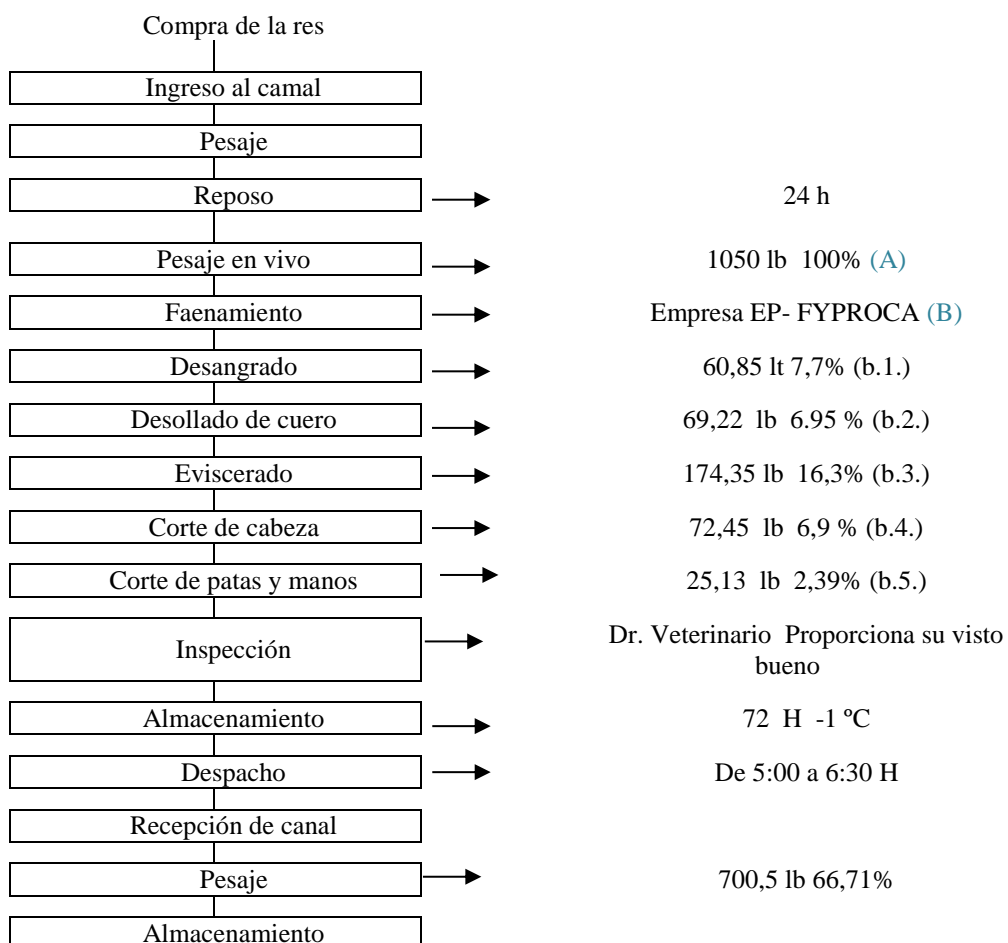 Compra de la res
Ingreso al camal
Pesaje
Reposo 24 h
Pesaje en vivo 1050 lb 100% (A)
Faenamiento Empresa EP- FYPROCA (B)
Desangrado 60,85 lt 7,7% (b.1.)
Desollado de cuero 69,22 lb 6.95 % (b.2.)
Eviscerado 174,35 lb 16,3% (b.3.)
Corte de cabeza 72,45 lb 6,9 % (b.4.)
Corte de patas y manos 25,13 lb 2,39% (b.5.)
Inspección Dr. Veterinario Proporciona su visto
bueno
Almacenamiento 72 H -1 ºC
Despacho De 5:00 a 6:30 H
Recepción de canal
Pesaje 700,5 lb 66,71%
Almacenamiento